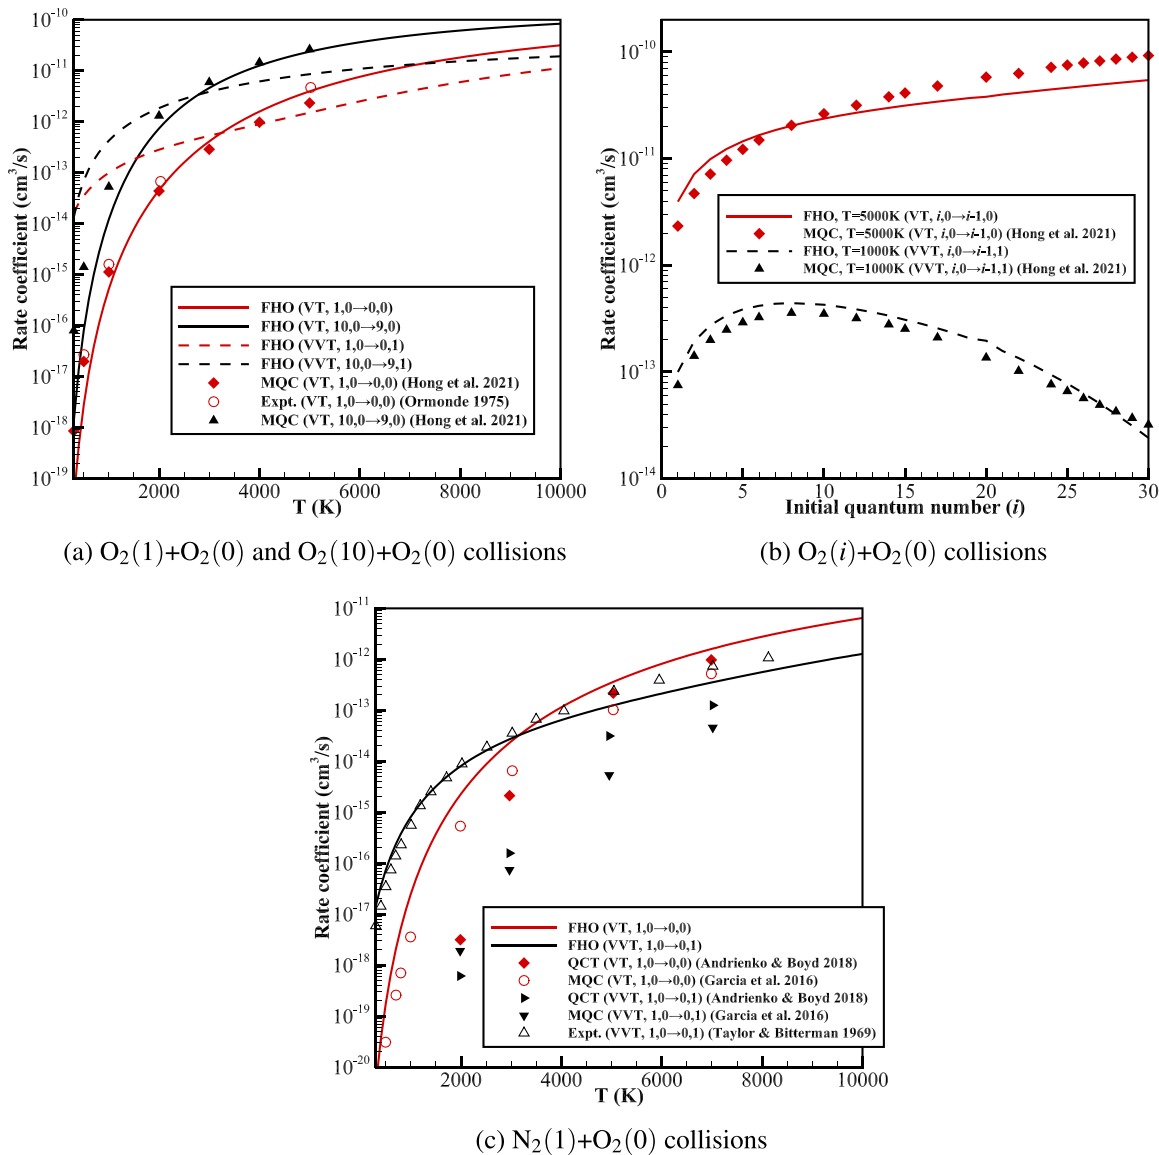 10⁻¹⁰
10⁻¹¹
10⁻¹²
10⁻¹³
10⁻¹⁴
10⁻¹⁵
10⁻¹⁶
10⁻¹⁷
10⁻¹⁸
10⁻¹⁹
Rate coefficient (cm³/s)
FHO (VT, 1,0→0,0)
FHO (VT, 10,0→9,0)
FHO (VVT, 1,0→0,1)
FHO (VVT, 10,0→9,1)
MQC (VT, 1,0→0,0) (Hong et al. 2021)
Expt. (VT, 1,0→0,0) (Ormonde 1975)
MQC (VT, 10,0→9,0) (Hong et al. 2021)
2000 4000 6000 8000 10000
T (K)
(a) O₂(1)+O₂(0) and O₂(10)+O₂(0) collisions
10⁻¹⁰
10⁻¹¹
10⁻¹²
10⁻¹³
10⁻¹⁴
Rate coefficient (cm³/s)
FHO, T=5000K (VT, i,0→i-1,0)
MQC, T=5000K (VT, i,0→i-1,0) (Hong et al. 2021)
FHO, T=1000K (VVT, i,0→i-1,1)
MQC, T=1000K (VVT, i,0→i-1,1) (Hong et al. 2021)
0 5 10 15 20 25 30
Initial quantum number (i)
(b) O₂(i)+O₂(0) collisions
10⁻¹¹
10⁻¹²
10⁻¹³
10⁻¹⁴
10⁻¹⁵
10⁻¹⁶
10⁻¹⁷
10⁻¹⁸
10⁻¹⁹
10⁻²⁰
Rate coefficient (cm³/s)
FHO (VT, 1,0→0,0)
FHO (VVT, 1,0→0,1)
QCT (VT, 1,0→0,0) (Andrienko & Boyd 2018)
MQC (VT, 1,0→0,0) (Garcia et al. 2016)
QCT (VVT, 1,0→0,1) (Andrienko & Boyd 2018)
MQC (VVT, 1,0→0,1) (Garcia et al. 2016)
Expt. (VVT, 1,0→0,1) (Taylor & Bitterman 1969)
2000 4000 6000 8000 10000
T (K)
(c) N₂(1)+O₂(0) collisions